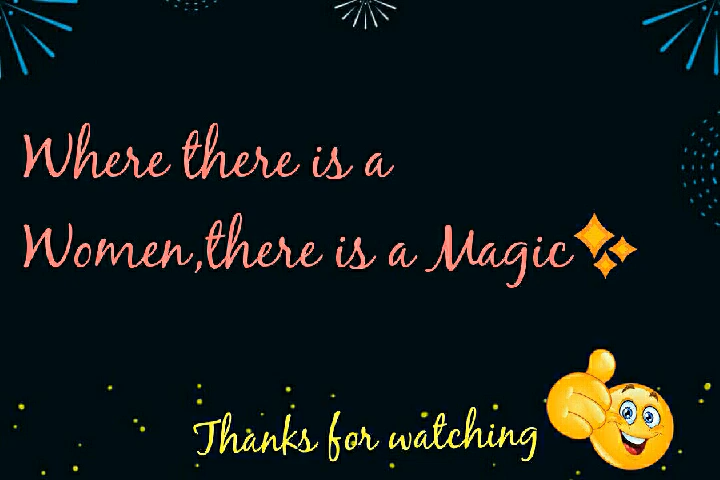 Where there is a
Women,there is a Magic✨
Thanks for watching